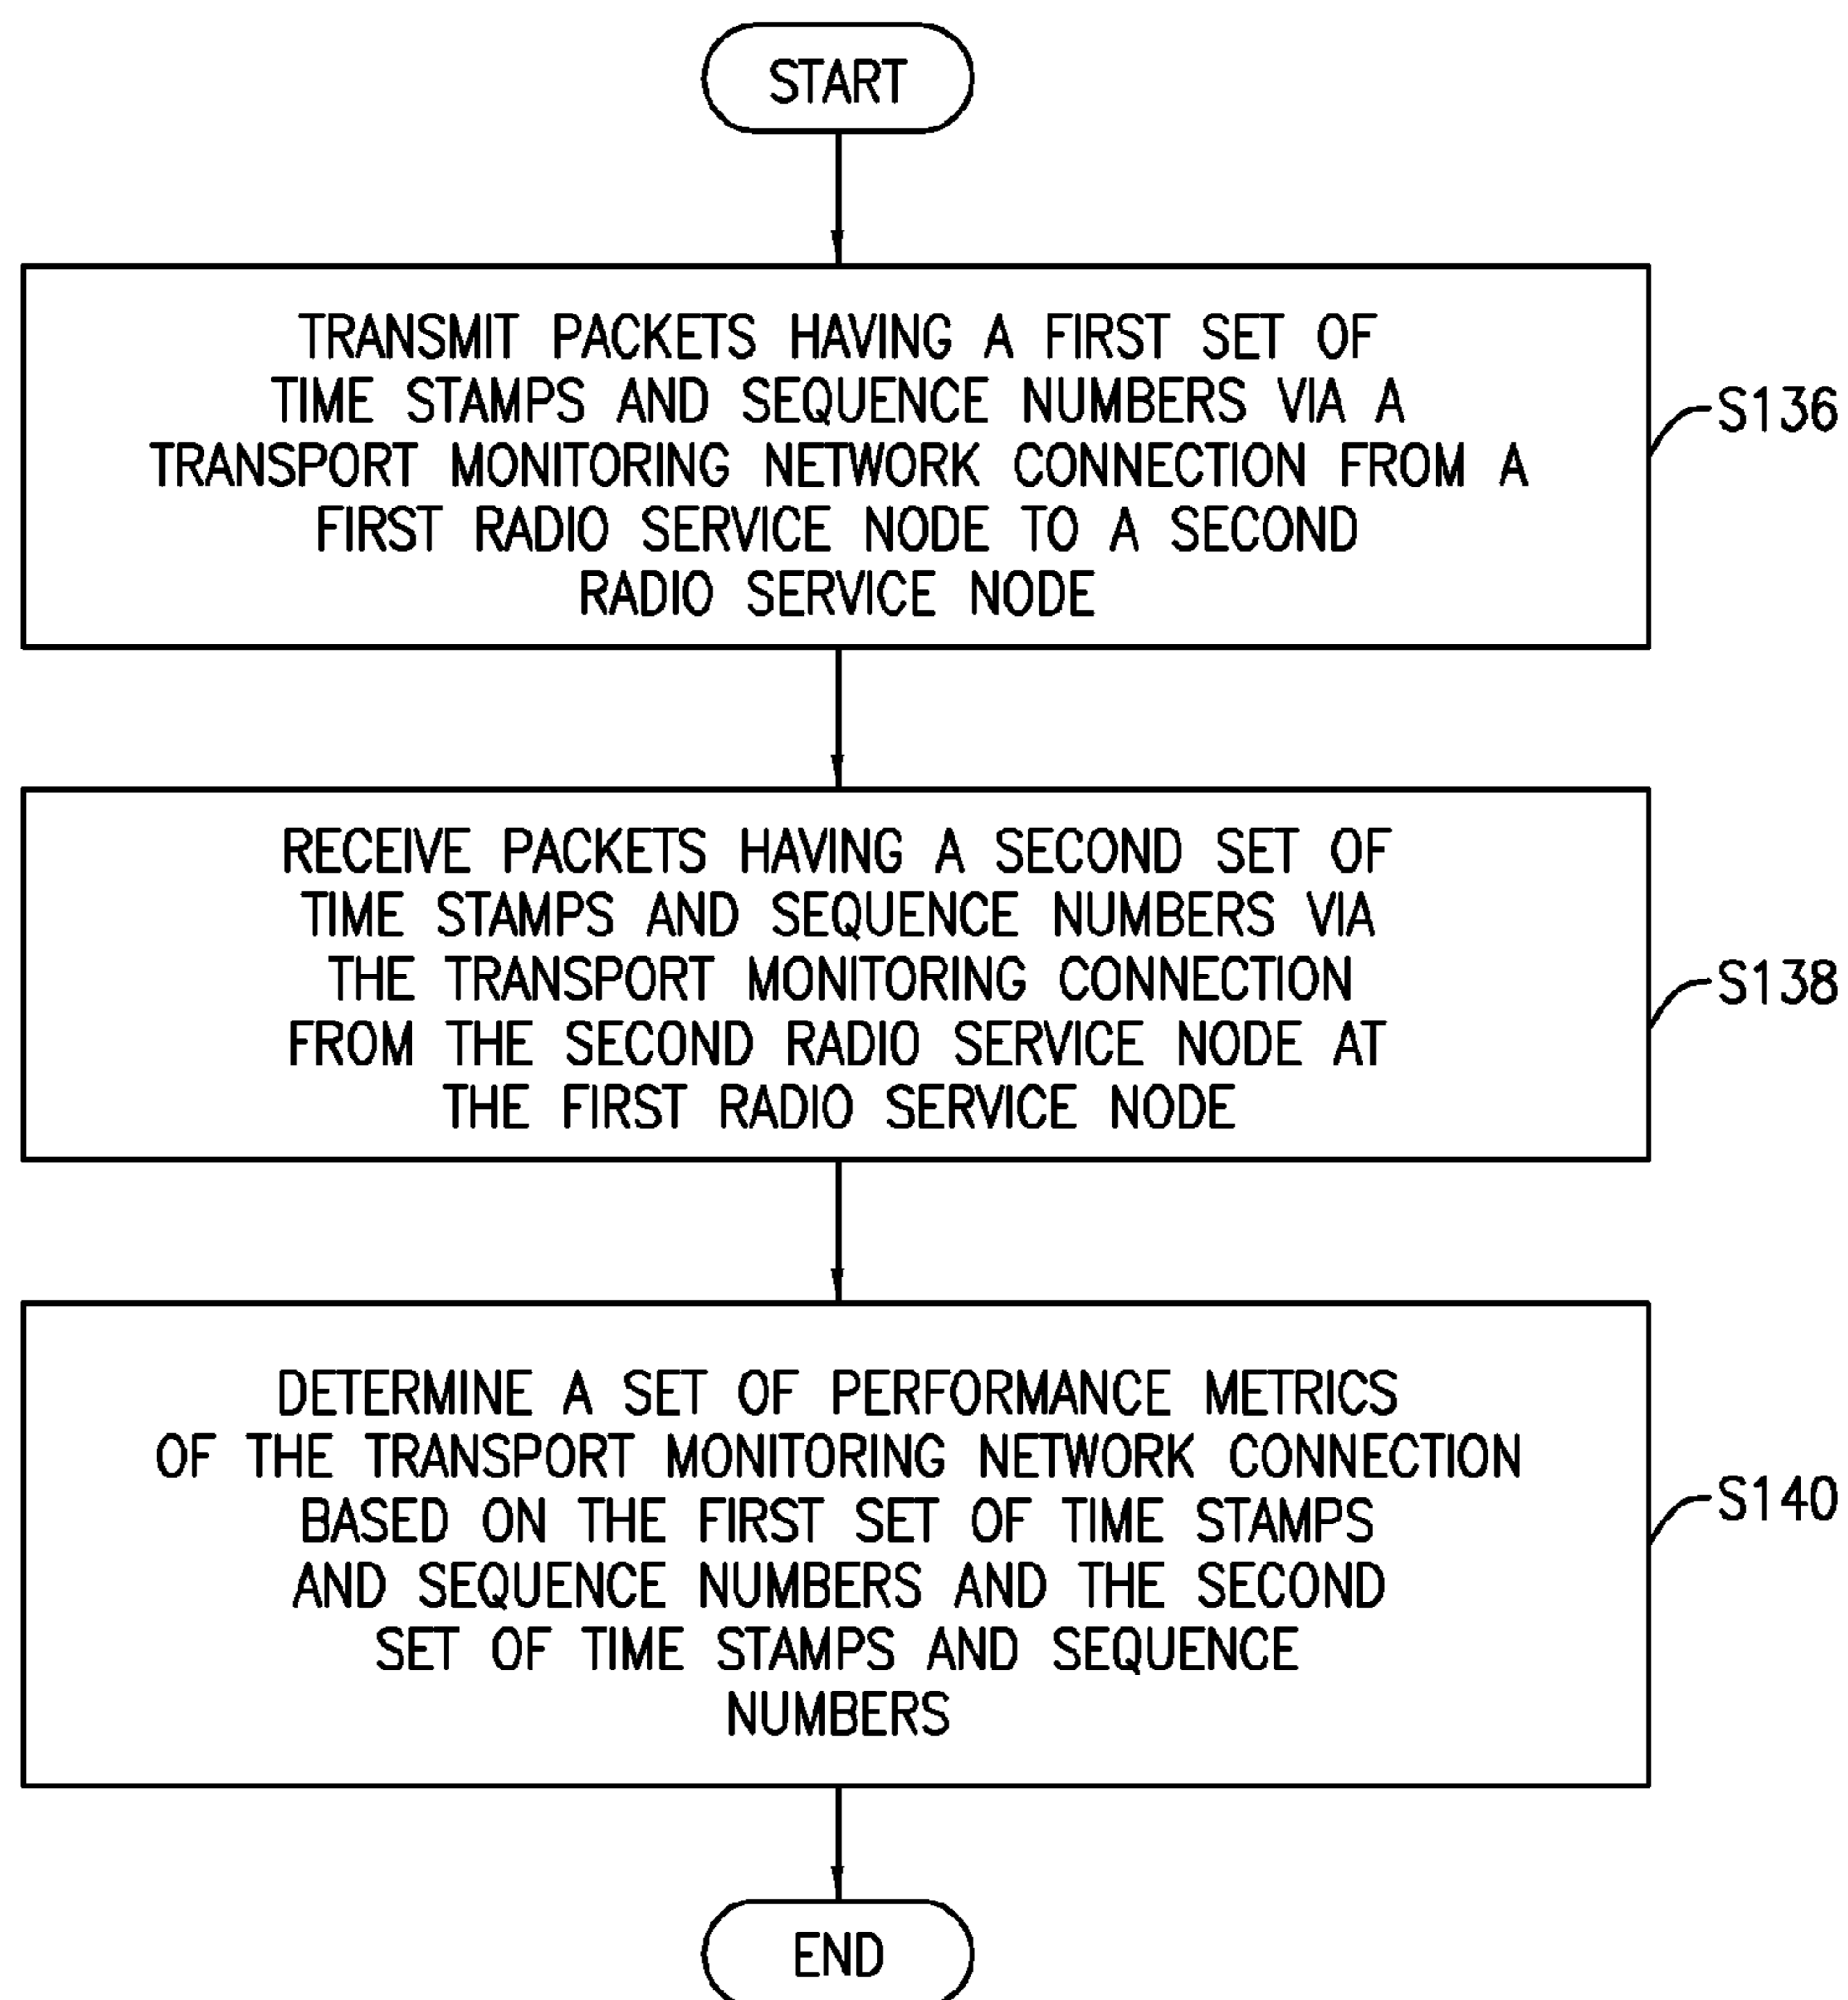 START
TRANSMIT PACKETS HAVING A FIRST SET OF
TIME STAMPS AND SEQUENCE NUMBERS VIA A
TRANSPORT MONITORING NETWORK CONNECTION FROM A
FIRST RADIO SERVICE NODE TO A SECOND
RADIO SERVICE NODE
S136
RECEIVE PACKETS HAVING A SECOND SET OF
TIME STAMPS AND SEQUENCE NUMBERS VIA
THE TRANSPORT MONITORING CONNECTION
FROM THE SECOND RADIO SERVICE NODE AT
THE FIRST RADIO SERVICE NODE
S138
DETERMINE A SET OF PERFORMANCE METRICS
OF THE TRANSPORT MONITORING NETWORK CONNECTION
BASED ON THE FIRST SET OF TIME STAMPS
AND SEQUENCE NUMBERS AND THE SECOND
SET OF TIME STAMPS AND SEQUENCE
NUMBERS
S140
END